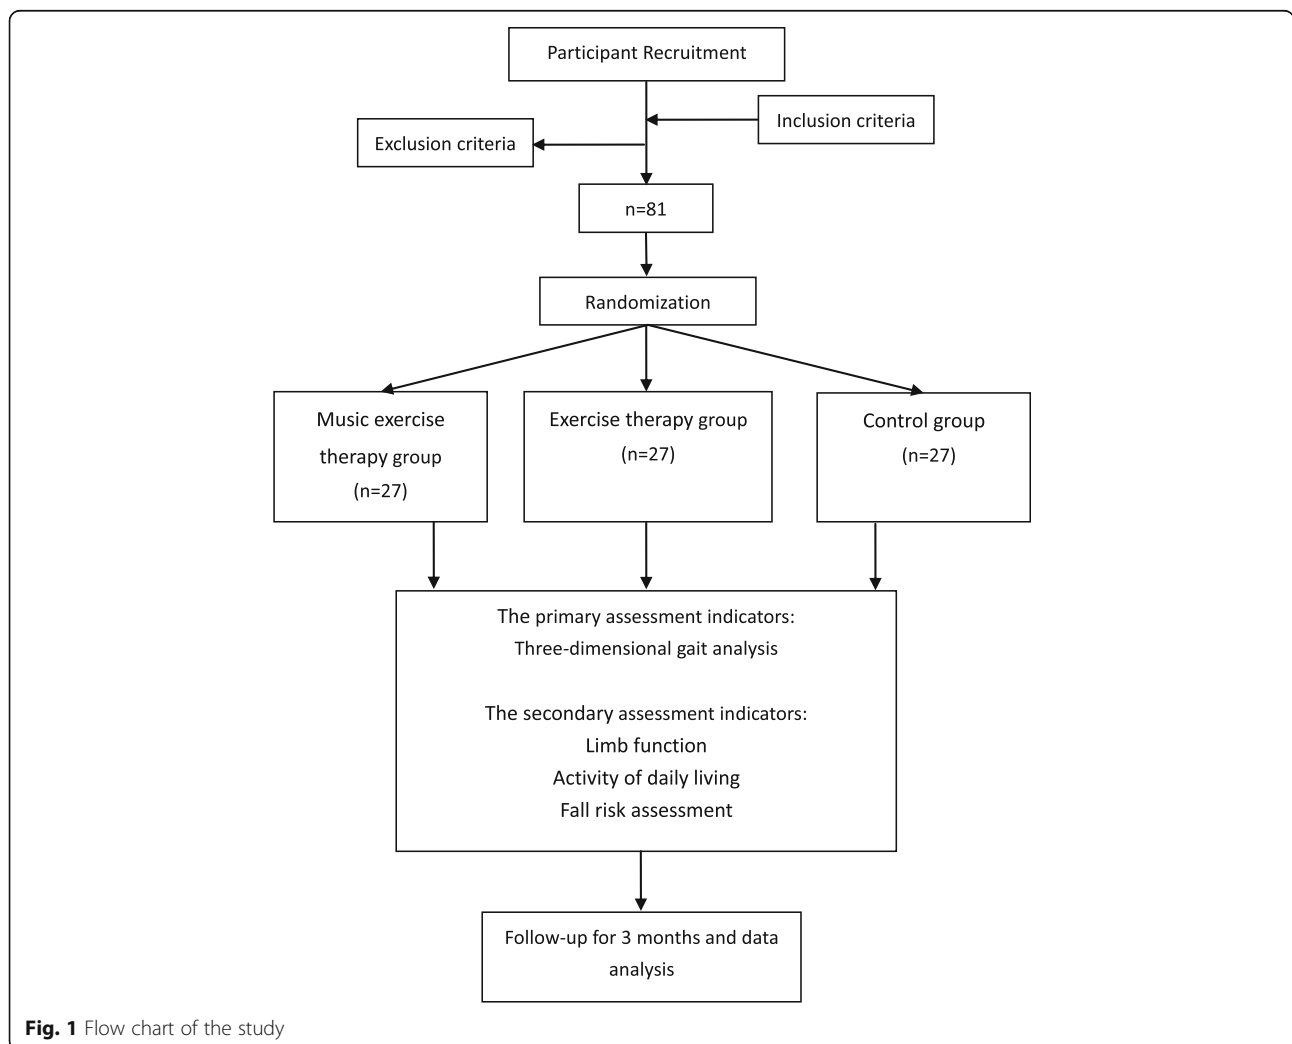 Participant Recruitment
Inclusion criteria
Exclusion criteria
n=81
Randomization
Music exercise
therapy group
(n=27)
Exercise therapy group
(n=27)
Control group
(n=27)
The primary assessment indicators:
Three-dimensional gait analysis
The secondary assessment indicators:
Limb function
Activity of daily living
Fall risk assessment
Follow-up for 3 months and data
analysis
Fig. 1 Flow chart of the study